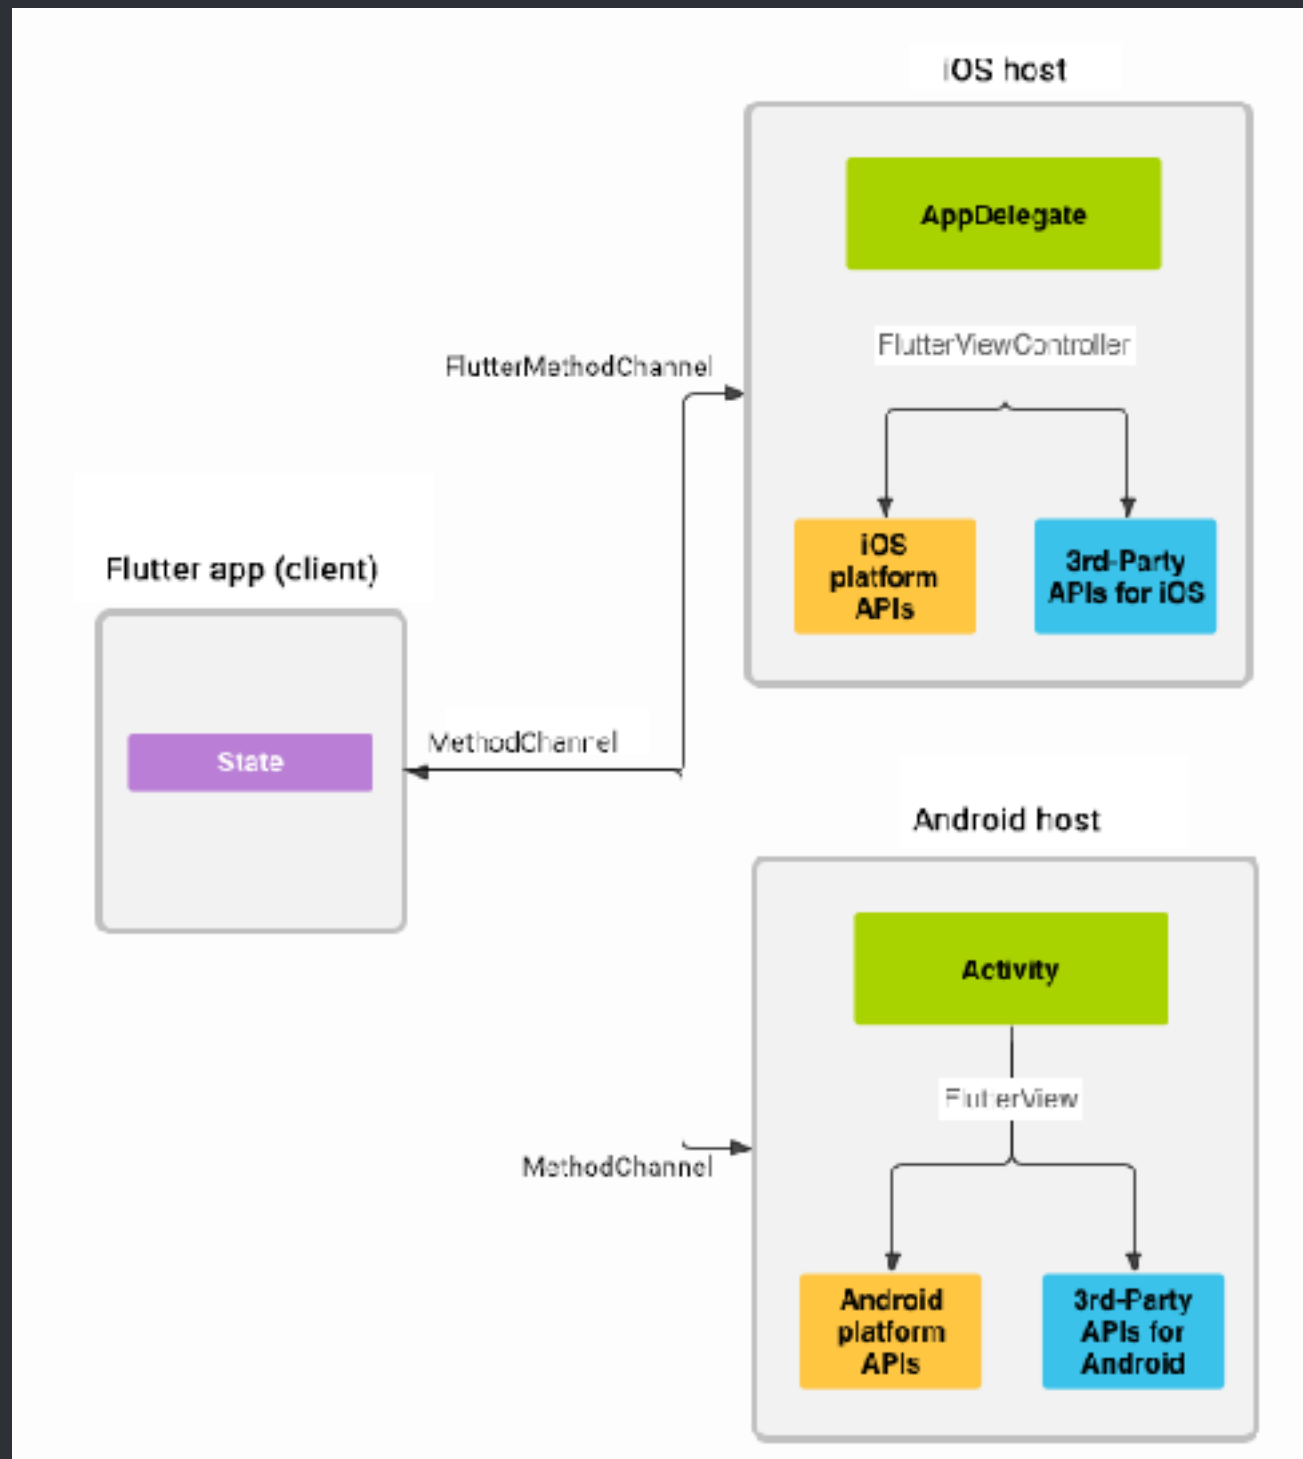 iOS host
AppDelegate
FlutterViewController
FlutterMethodChannel
iOS
platform
APIs
3rd-Party
APIs for iOS
Flutter app (client)
State
MethodChannel
Android host
Activity
FlutterView
MethodChannel
Android
platform
APIs
3rd-Party
APIs for
Android